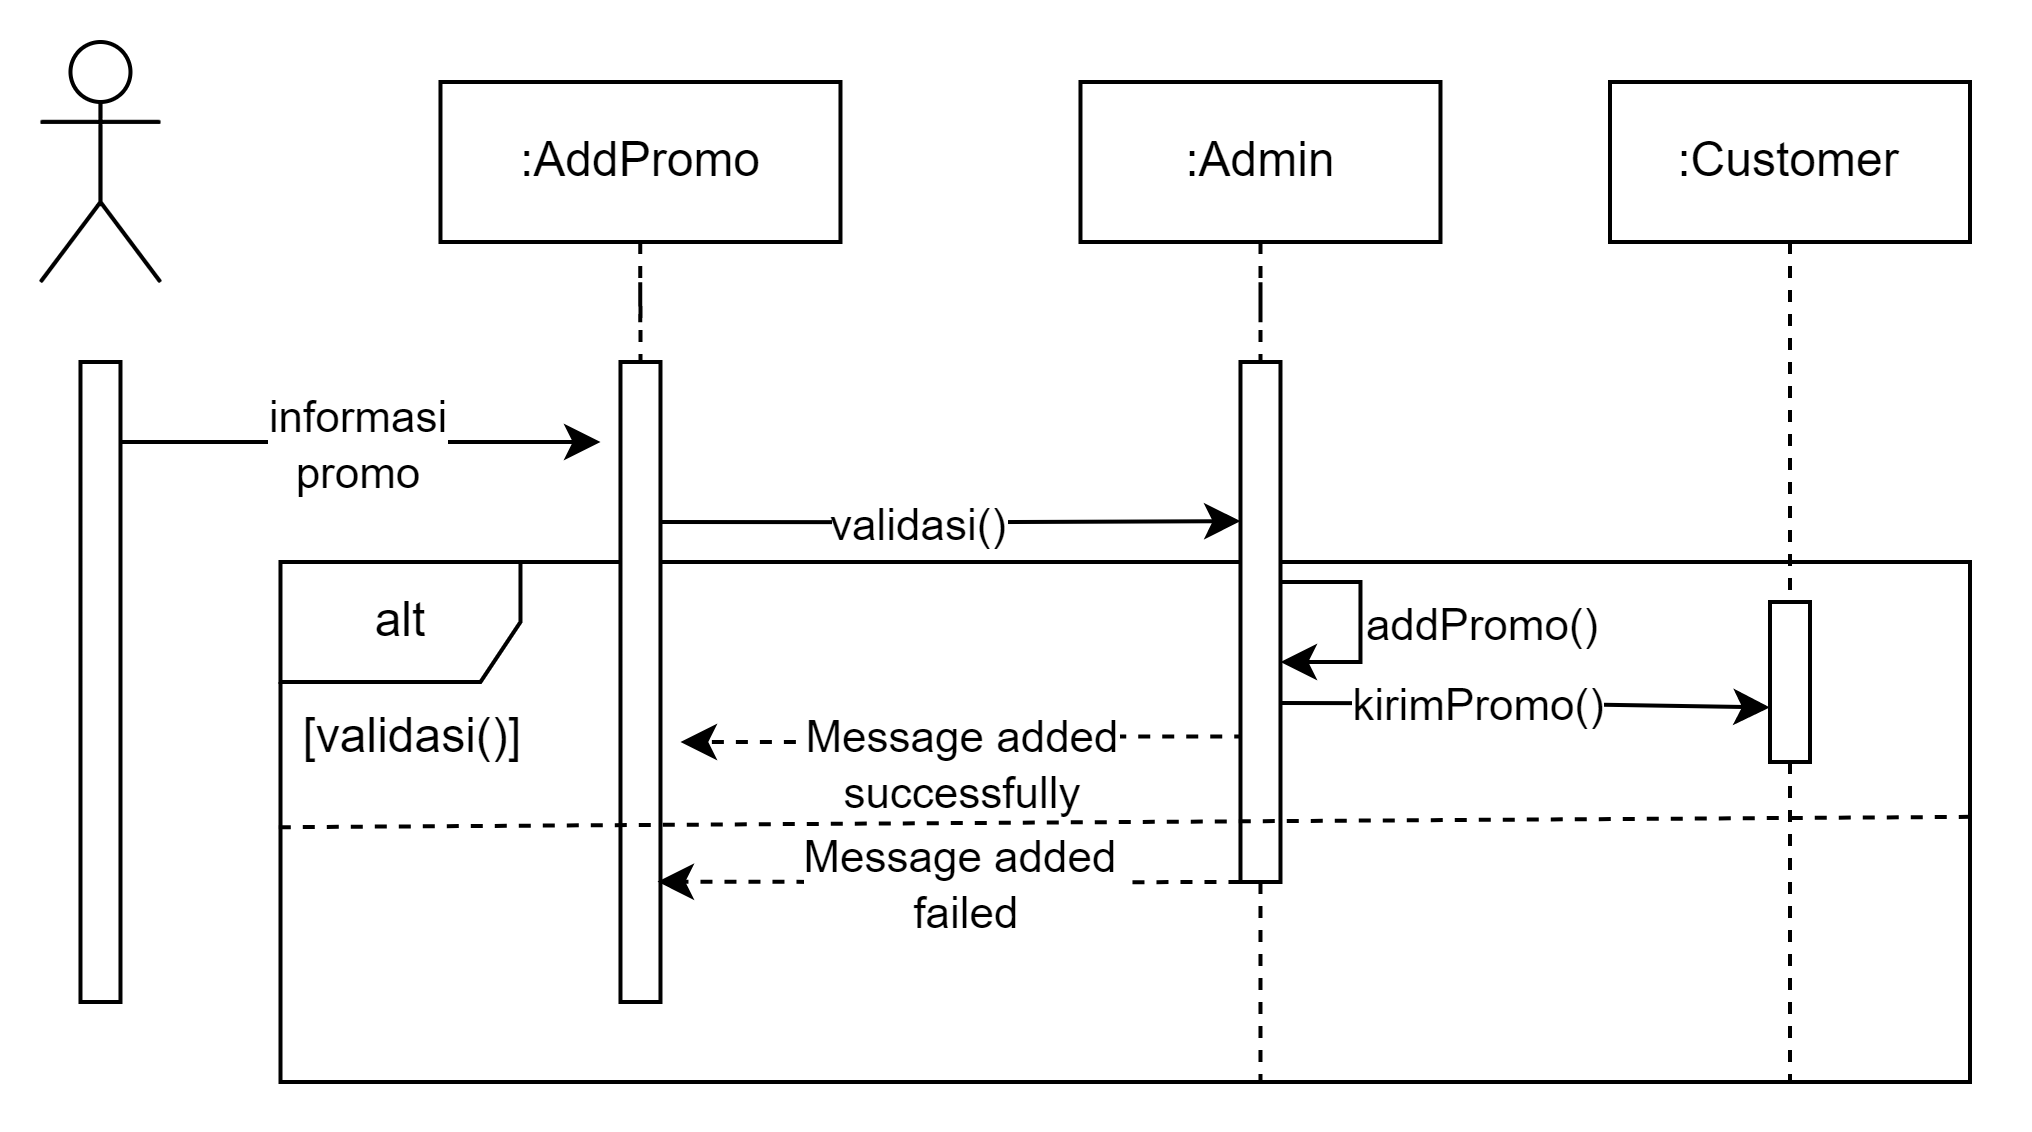 :AddPromo
:Admin
:Customer
informasi
promo
validasi()
alt
addPromo()
kirimPromo()
[validasi()]
Message added
successfully
Message added
failed